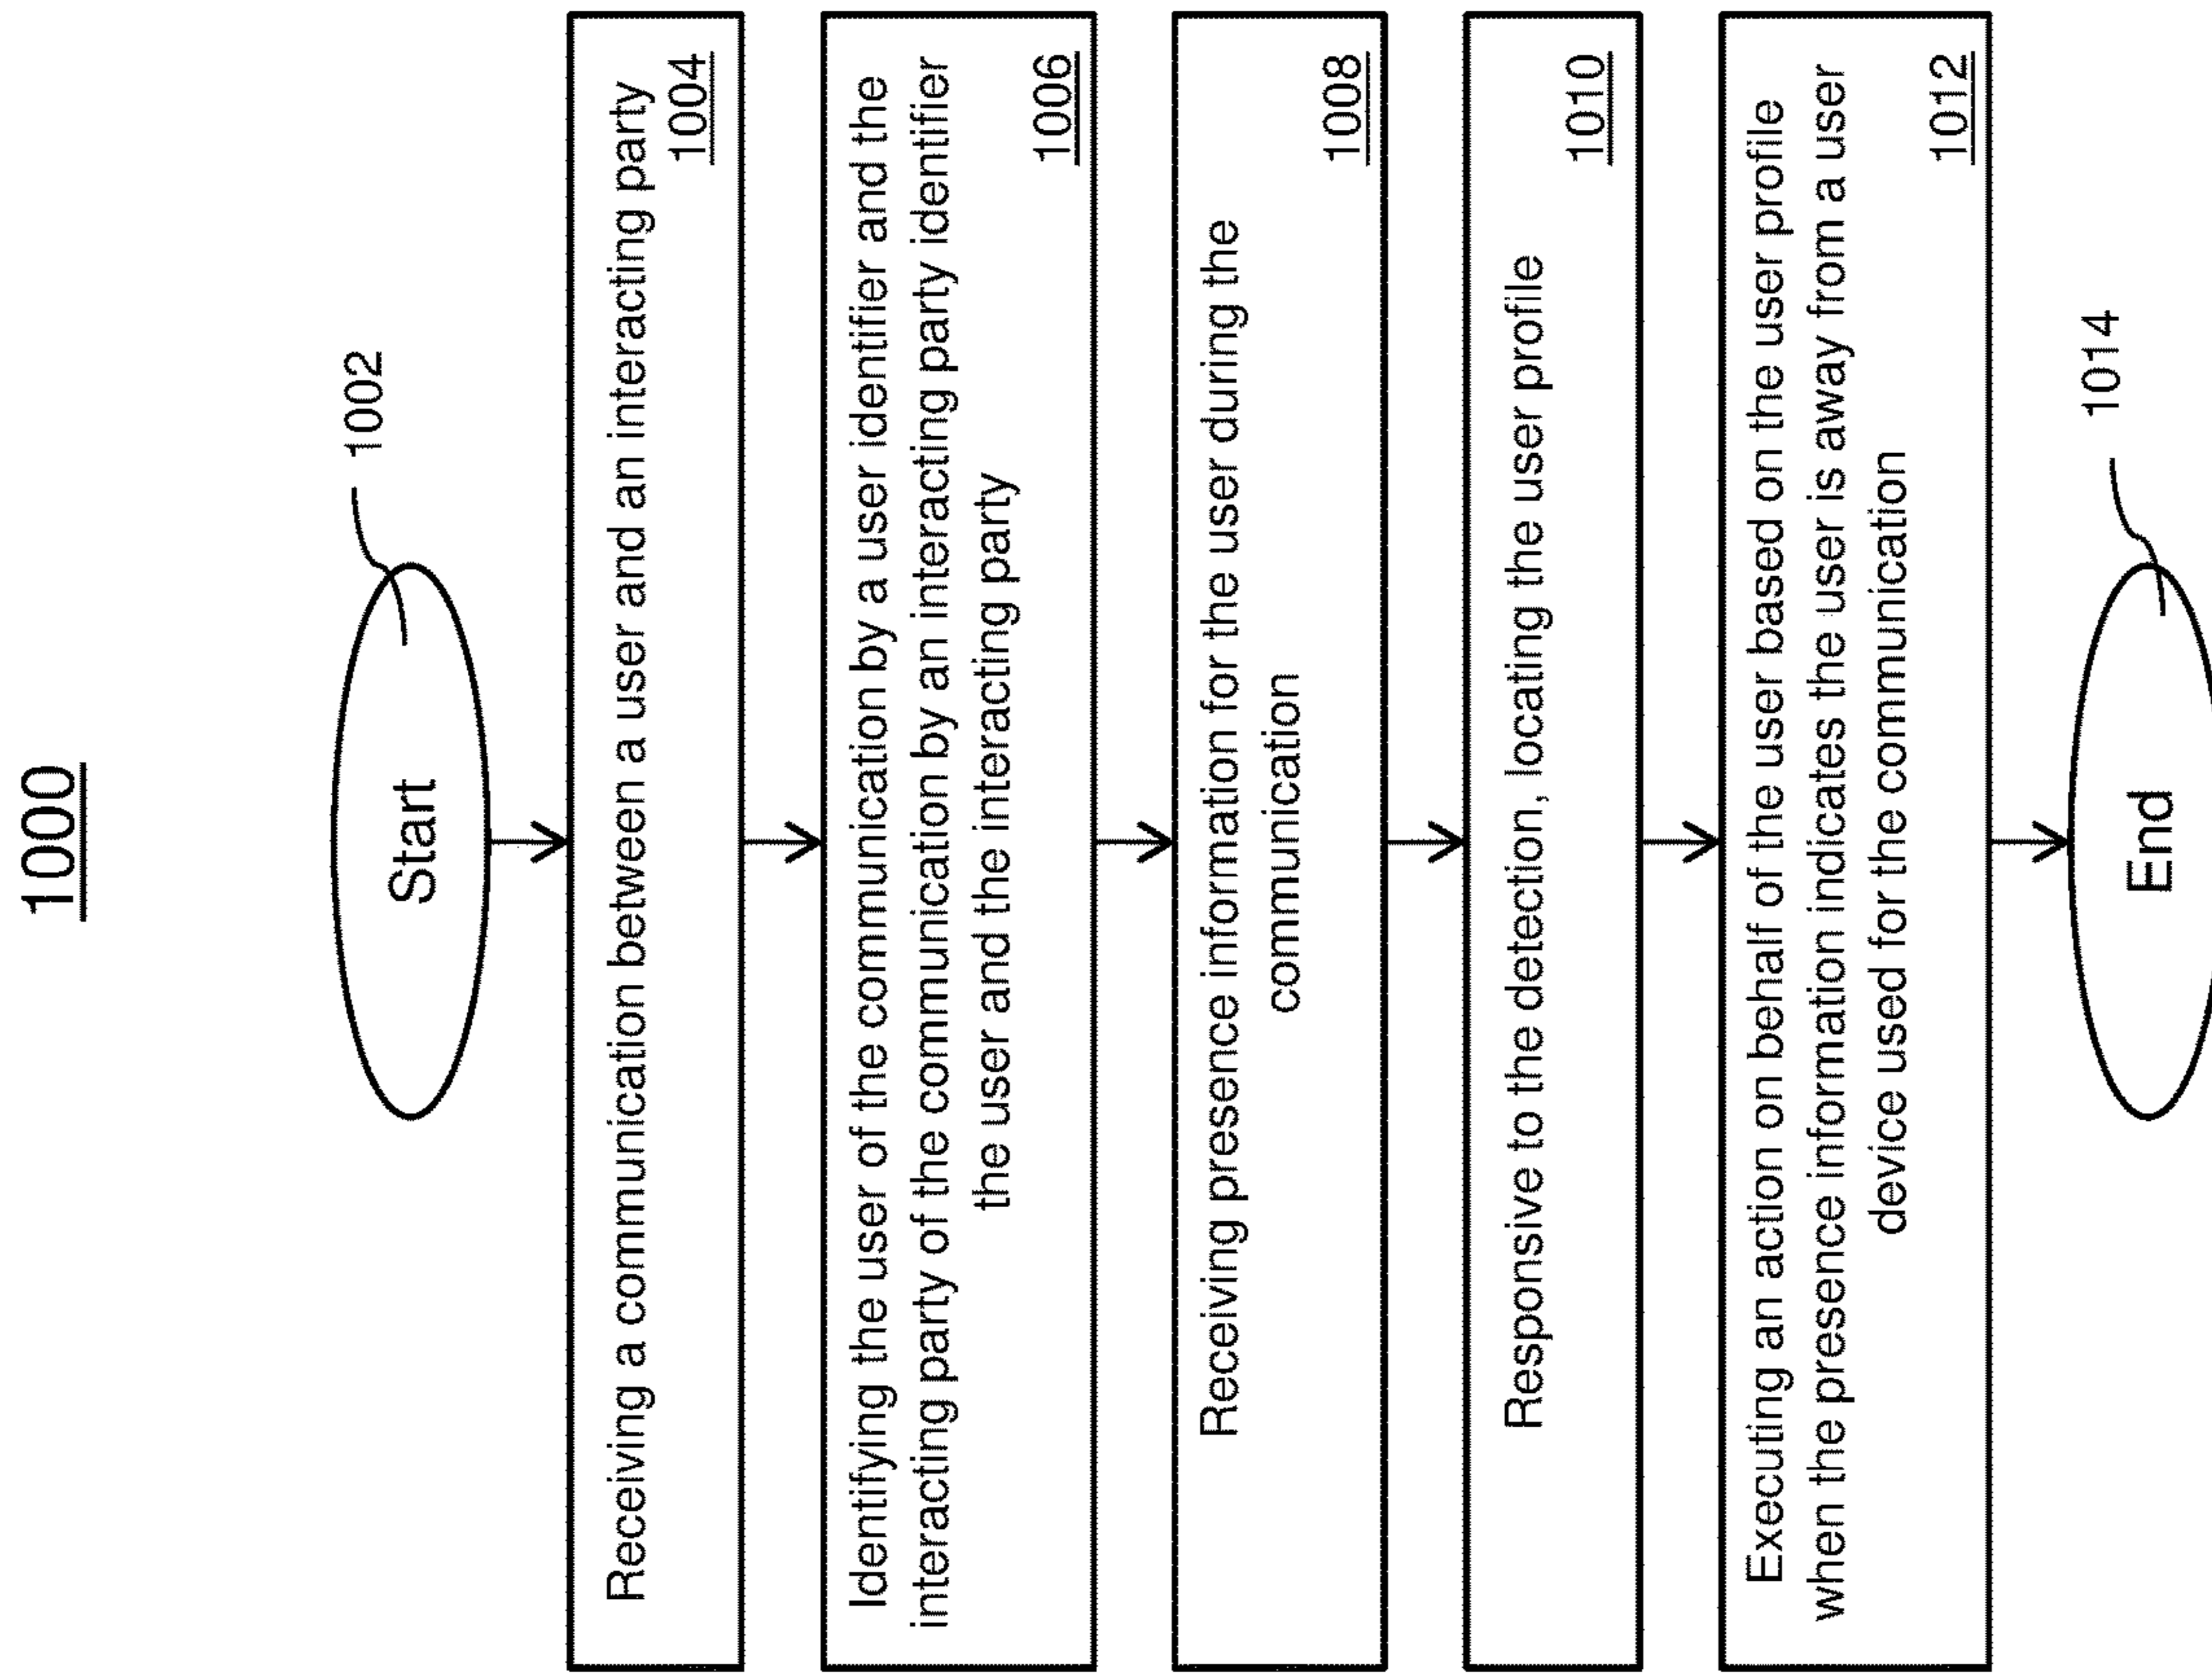 1000
Start
1002
Receiving a communication between a user and an interacting party
1004
Identifying the user of the communication by a user identifier and the
interacting party of the communication by an interacting party identifier
the user and the interacting party
1006
Receiving presence information for the user during the
communication
1008
Responsive to the detection, locating the user profile
1010
Executing an action on behalf of the user based on the user profile
when the presence information indicates the user is away from a user
device used for the communication
1012
End
1014